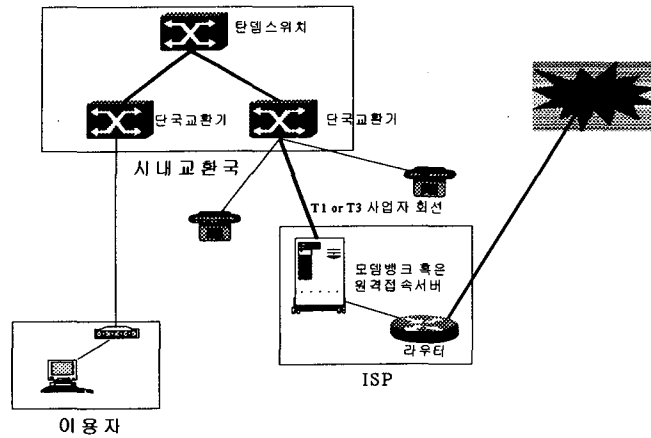 탄뎀스위치
단국교환기
단국교환기
시내교환국
T1 or T3 사업자 회선
모뎀뱅크 혹은
원격접속서버
라우터
ISP
이용자